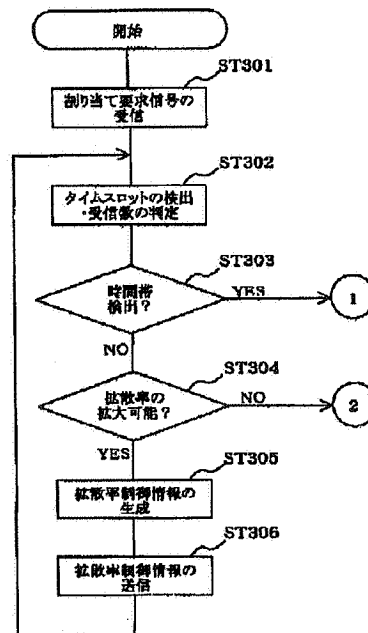 開始
ST301
割り当て要求信号の
受信
ST302
タイムスロットの検出
・受信数の判定
ST303
時間帯
検出？
YES
1
NO
ST304
拡散率の
拡大可能？
NO
2
YES
ST305
拡散率制御情報の
生成
ST306
拡散率制御情報の
送信